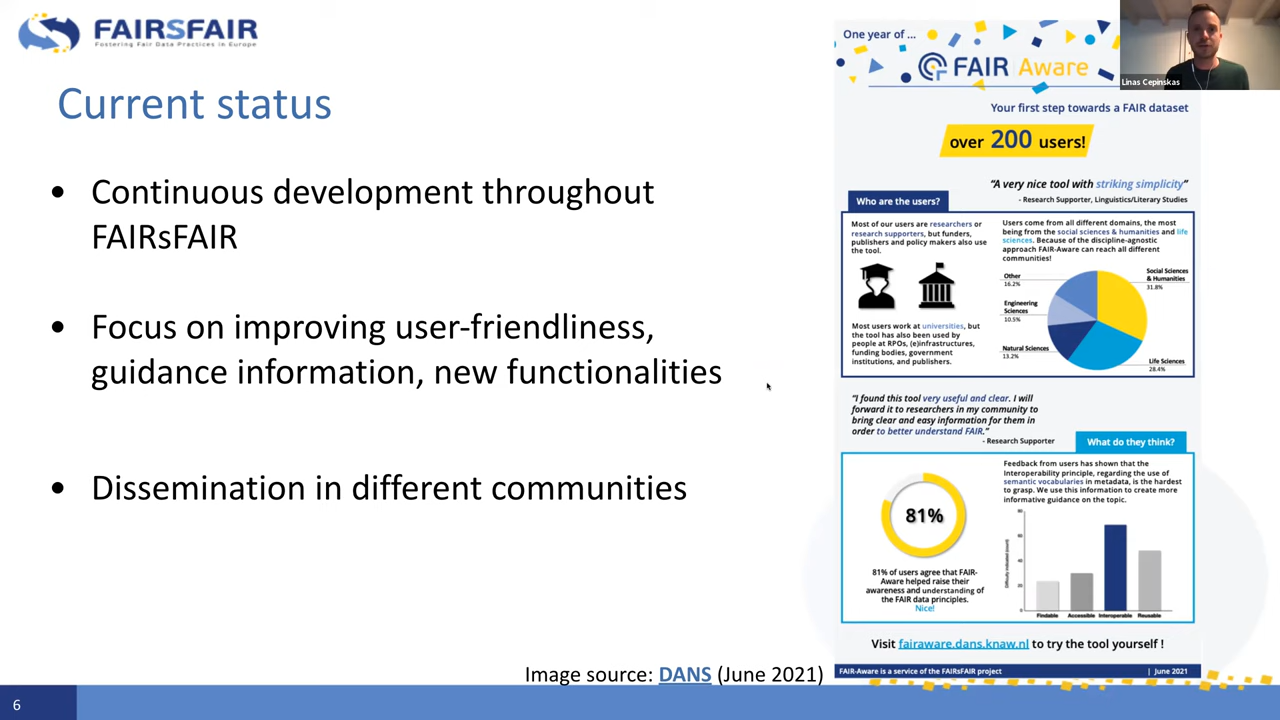 FAIRSFAIR
Fostering Fair Data Practices in Europe
Current status
• Continuous development throughout
FAIRsFAIR
• Focus on improving user-friendliness,
guidance information, new functionalities
• Dissemination in different communities
Image source: DANS (June 2021)
6
One year of ...
FAIR Aware
Linas Cepinskas
Your first step towards a FAIR dataset
over 200 users!
“A very nice tool with striking simplicity”
- Research Supporter, Linguistics/Literary Studies
Who are the users?
Most of our users are researchers or
research supporters, but funders,
publishers and policy makers also use
the tool.
Most users work at universities, but
the tool has also been used by
people at RPOs, (e)infrastructures,
funding bodies, government
institutions, and publishers.
Users come from all different domains, the most
being from the social sciences & humanities and life
sciences. Because of the discipline-agnostic
approach FAIR-Aware can reach all different
communities!
Other
16.2%
Social Sciences
& Humanities
31.8%
Engineering
Sciences
10.5%
Natural Sciences
13.2%
Life Sciences
28.4%
“I found this tool very useful and clear. I will
forward it to researchers in my community to
bring clear and easy information for them in
order to better understand FAIR.”
- Research Supporter
What do they think?
81%
81% of users agree that FAIR-
Aware helped raise their
awareness and understanding of
the FAIR data principles.
Nice!
Feedback from users has shown that the
Interoperability principle, regarding the use of
semantic vocabularies in metadata, is the hardest
to grasp. We use this information to create more
informative guidance on the topic.
Difficulty indicated (count)
80
60
40
20
0
Findable Accessible Interoperable Reusable
Visit fairaware.dans.knaw.nl to try the tool yourself !
FAIR-Aware is a service of the FAIRsFAIR project | June 2021